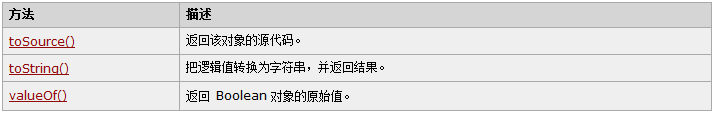 方法 描述
toSource() 返回该对象的源代码。
toString() 把逻辑值转换为字符串，并返回结果。
valueOf() 返回 Boolean 对象的原始值。